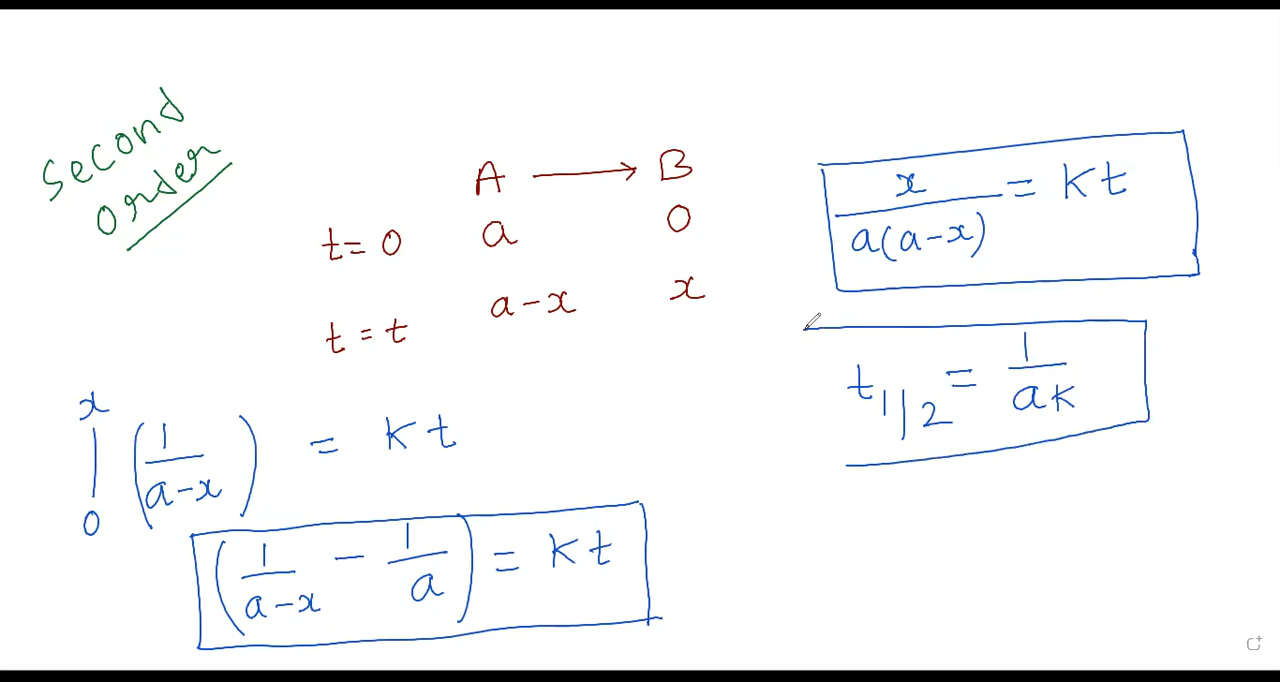 Second
order
A ⟶ B
t = 0 a 0
t = t a-x x
x
| (1/(a-x)) = kt
0
(1/(a-x) - 1/a) = kt
x/(a(a-x)) = kt
t1/2 = 1/(ak)